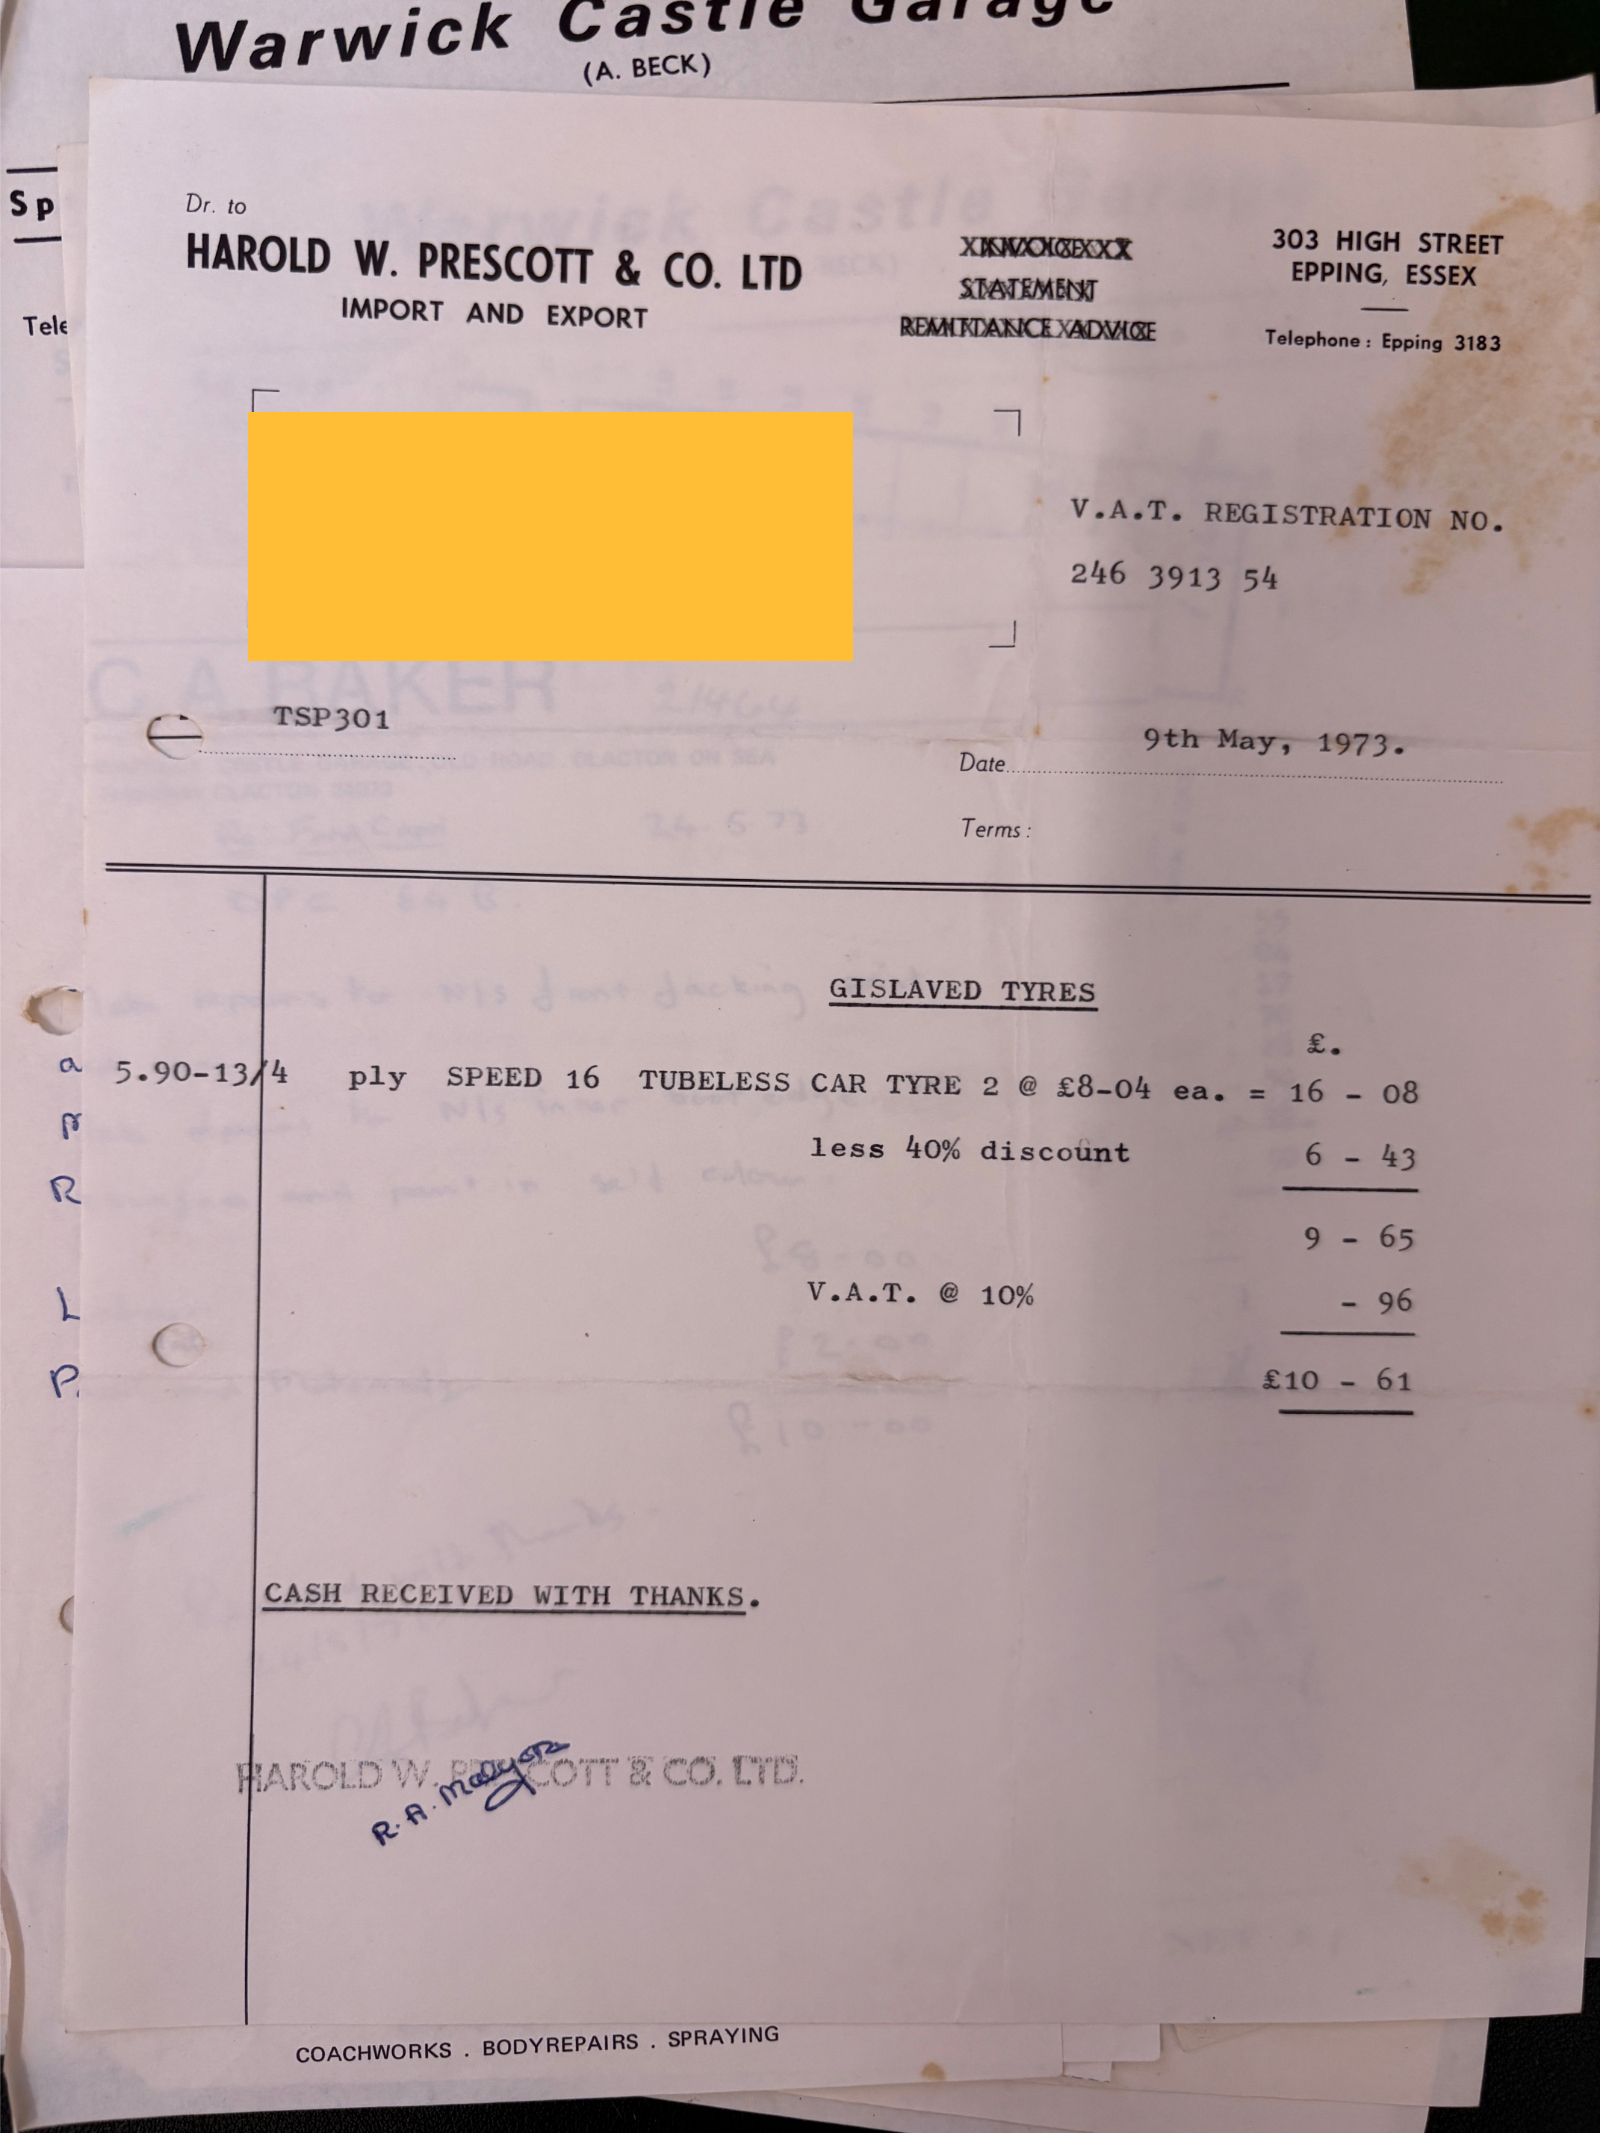 Warwick Castle Garage
(A. BECK)
Sp
Tele
Dr. to
HAROLD W. PRESCOTT & CO. LTD
IMPORT AND EXPORT
STATEMENT
REMITTANCE ADVICE
303 HIGH STREET
EPPING, ESSEX
Telephone: Epping 3183
V.A.T. REGISTRATION NO.
246 3913 54
TSP301
Date 9th May, 1973.
Terms:
C.A. BAKER
GISLAVED TYRES
£.
5.90-13/4 ply SPEED 16 TUBELESS CAR TYRE 2 @ £8-04 ea. = 16 - 08
less 40% discount 6 - 43
9 - 65
V.A.T. @ 10% - 96
£10 - 61
a
R
L
P.
CASH RECEIVED WITH THANKS.
HAROLD W. PRESCOTT & CO. LTD.
COACHWORKS . BODYREPAIRS . SPRAYING